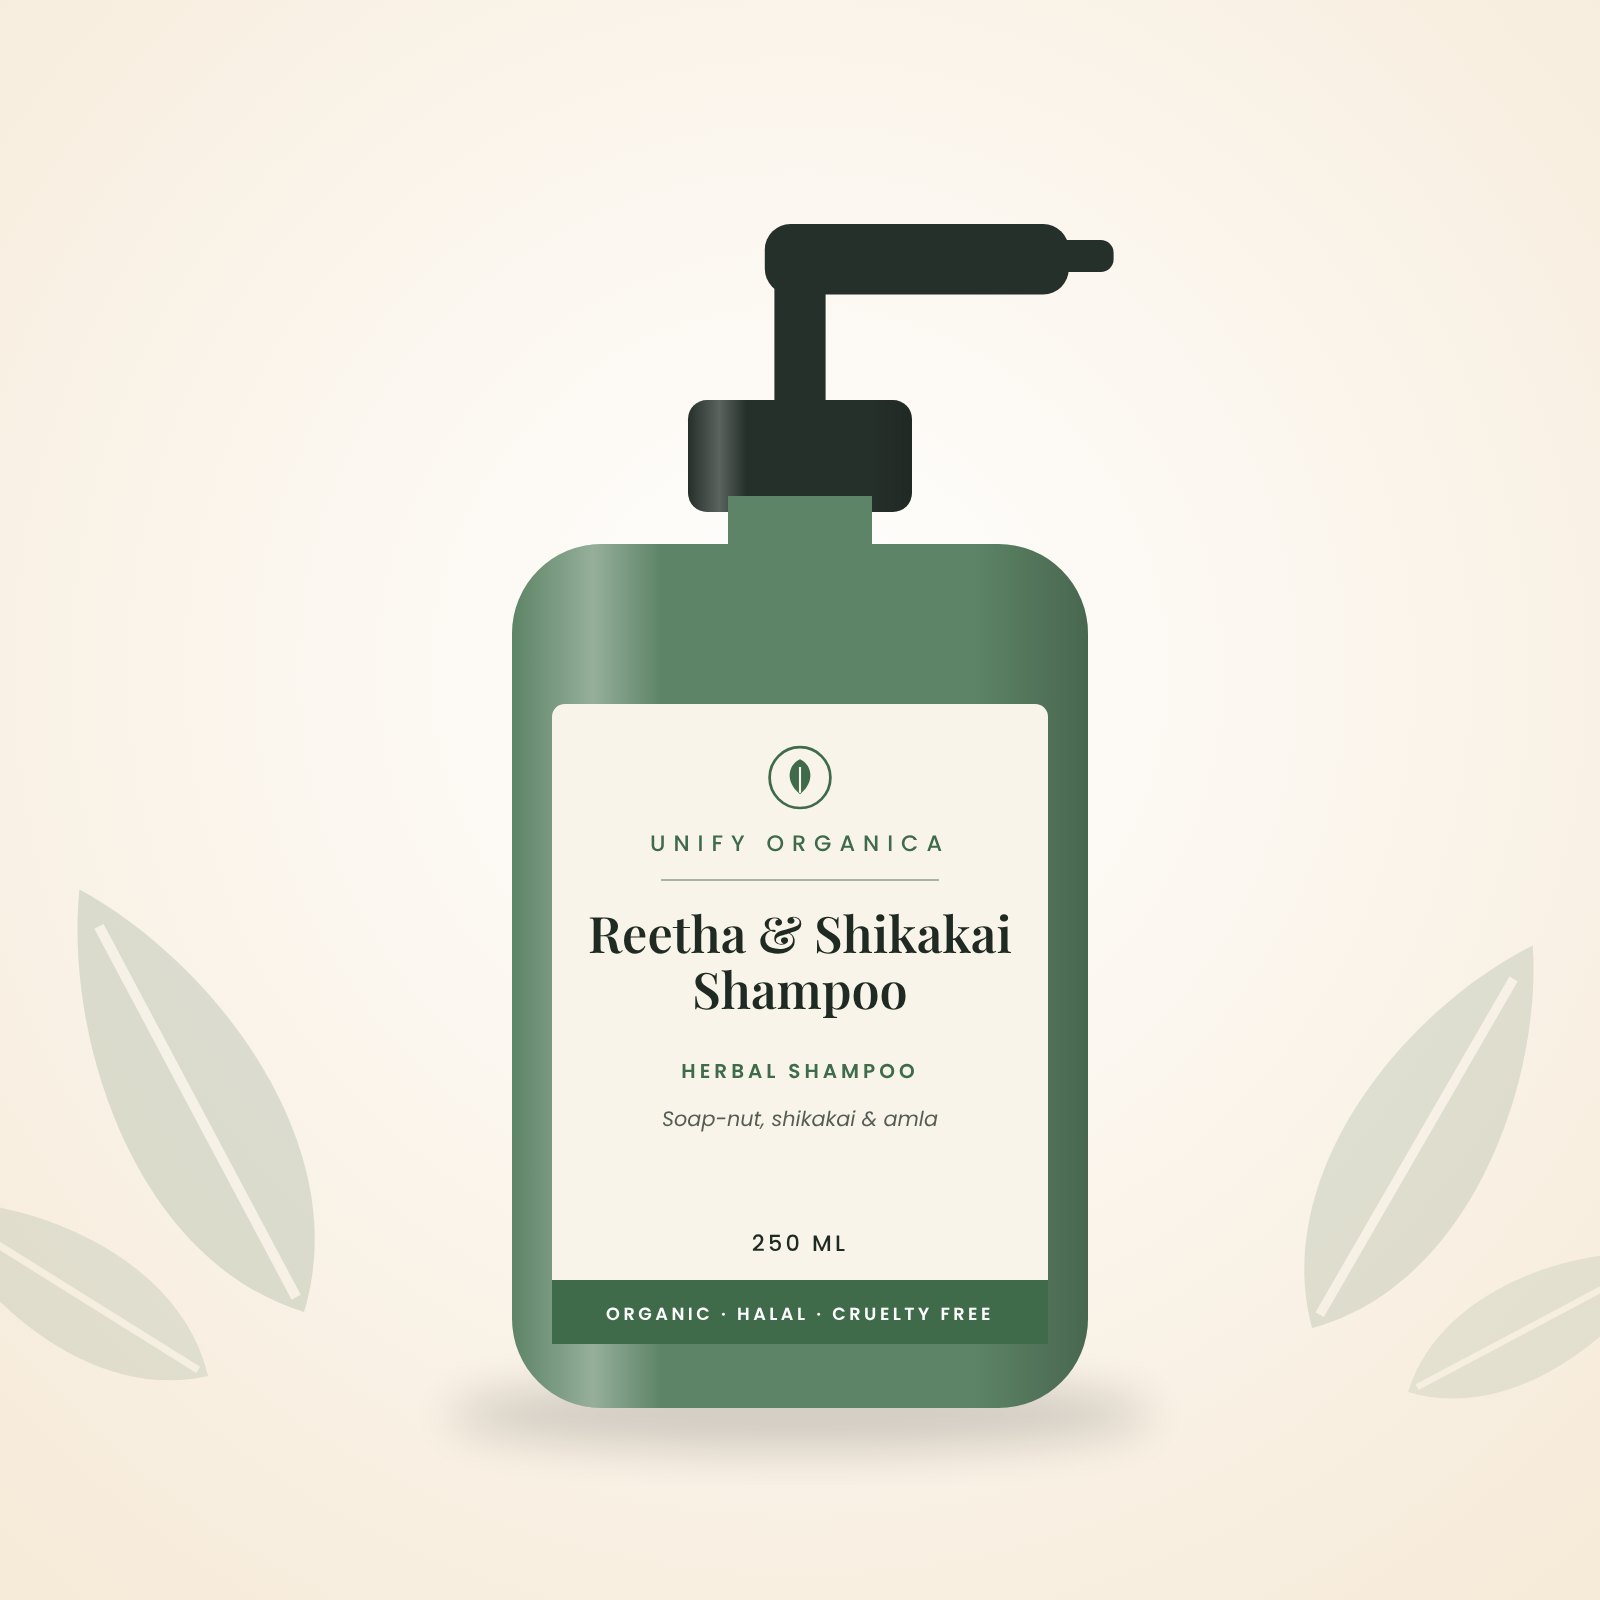 UNIFY ORGANICA
Reetha & Shikakai
Shampoo
HERBAL SHAMPOO
Soap-nut, shikakai & amla
250 ML
ORGANIC · HALAL · CRUELTY FREE